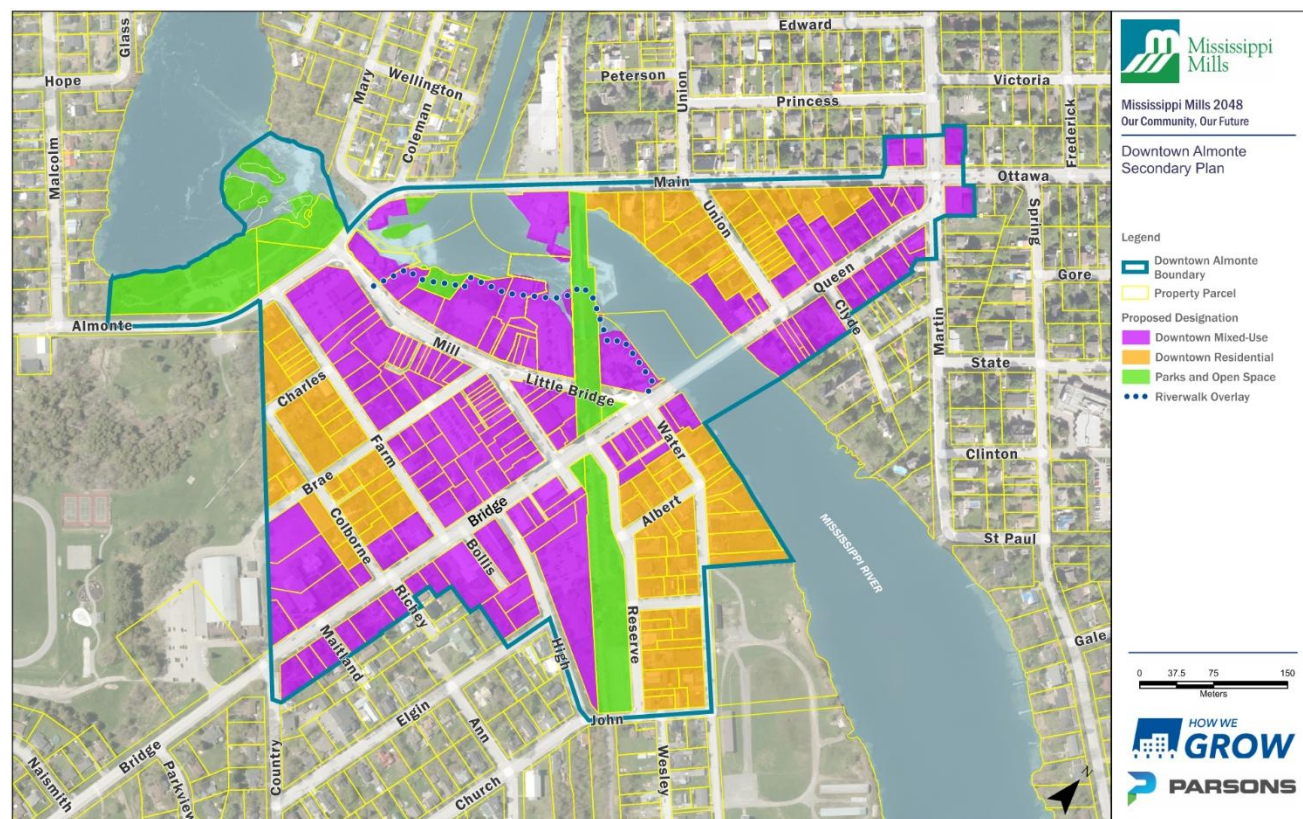 Edward
Glass
Hope
Mary
Wellington
Coleman
Peterson
Union
Princess
Victoria
Frederick
Malcolm
Main
Ottawa
Union
Spring
Gore
Queen
Clyde
Martin
Almonte
Mill
State
Little Bridge
Charles
Farm
Water
Brae
Clinton
Bridge
Albert
Colborne
Bollis
St Paul
MISSISSIPPI RIVER
Richey
Reserve
Maitland
High
Gale
Elgin
John
Ann
Bridge
Country
Church
Wesley
Naismith
Parkview
N
Mississippi
Mills
Mississippi Mills 2048
Our Community, Our Future
Downtown Almonte
Secondary Plan
Legend
Downtown Almonte
Boundary
Property Parcel
Proposed Designation
Downtown Mixed-Use
Downtown Residential
Parks and Open Space
Riverwalk Overlay
0 37.5 75 150
Meters
HOW WE
GROW
PARSONS